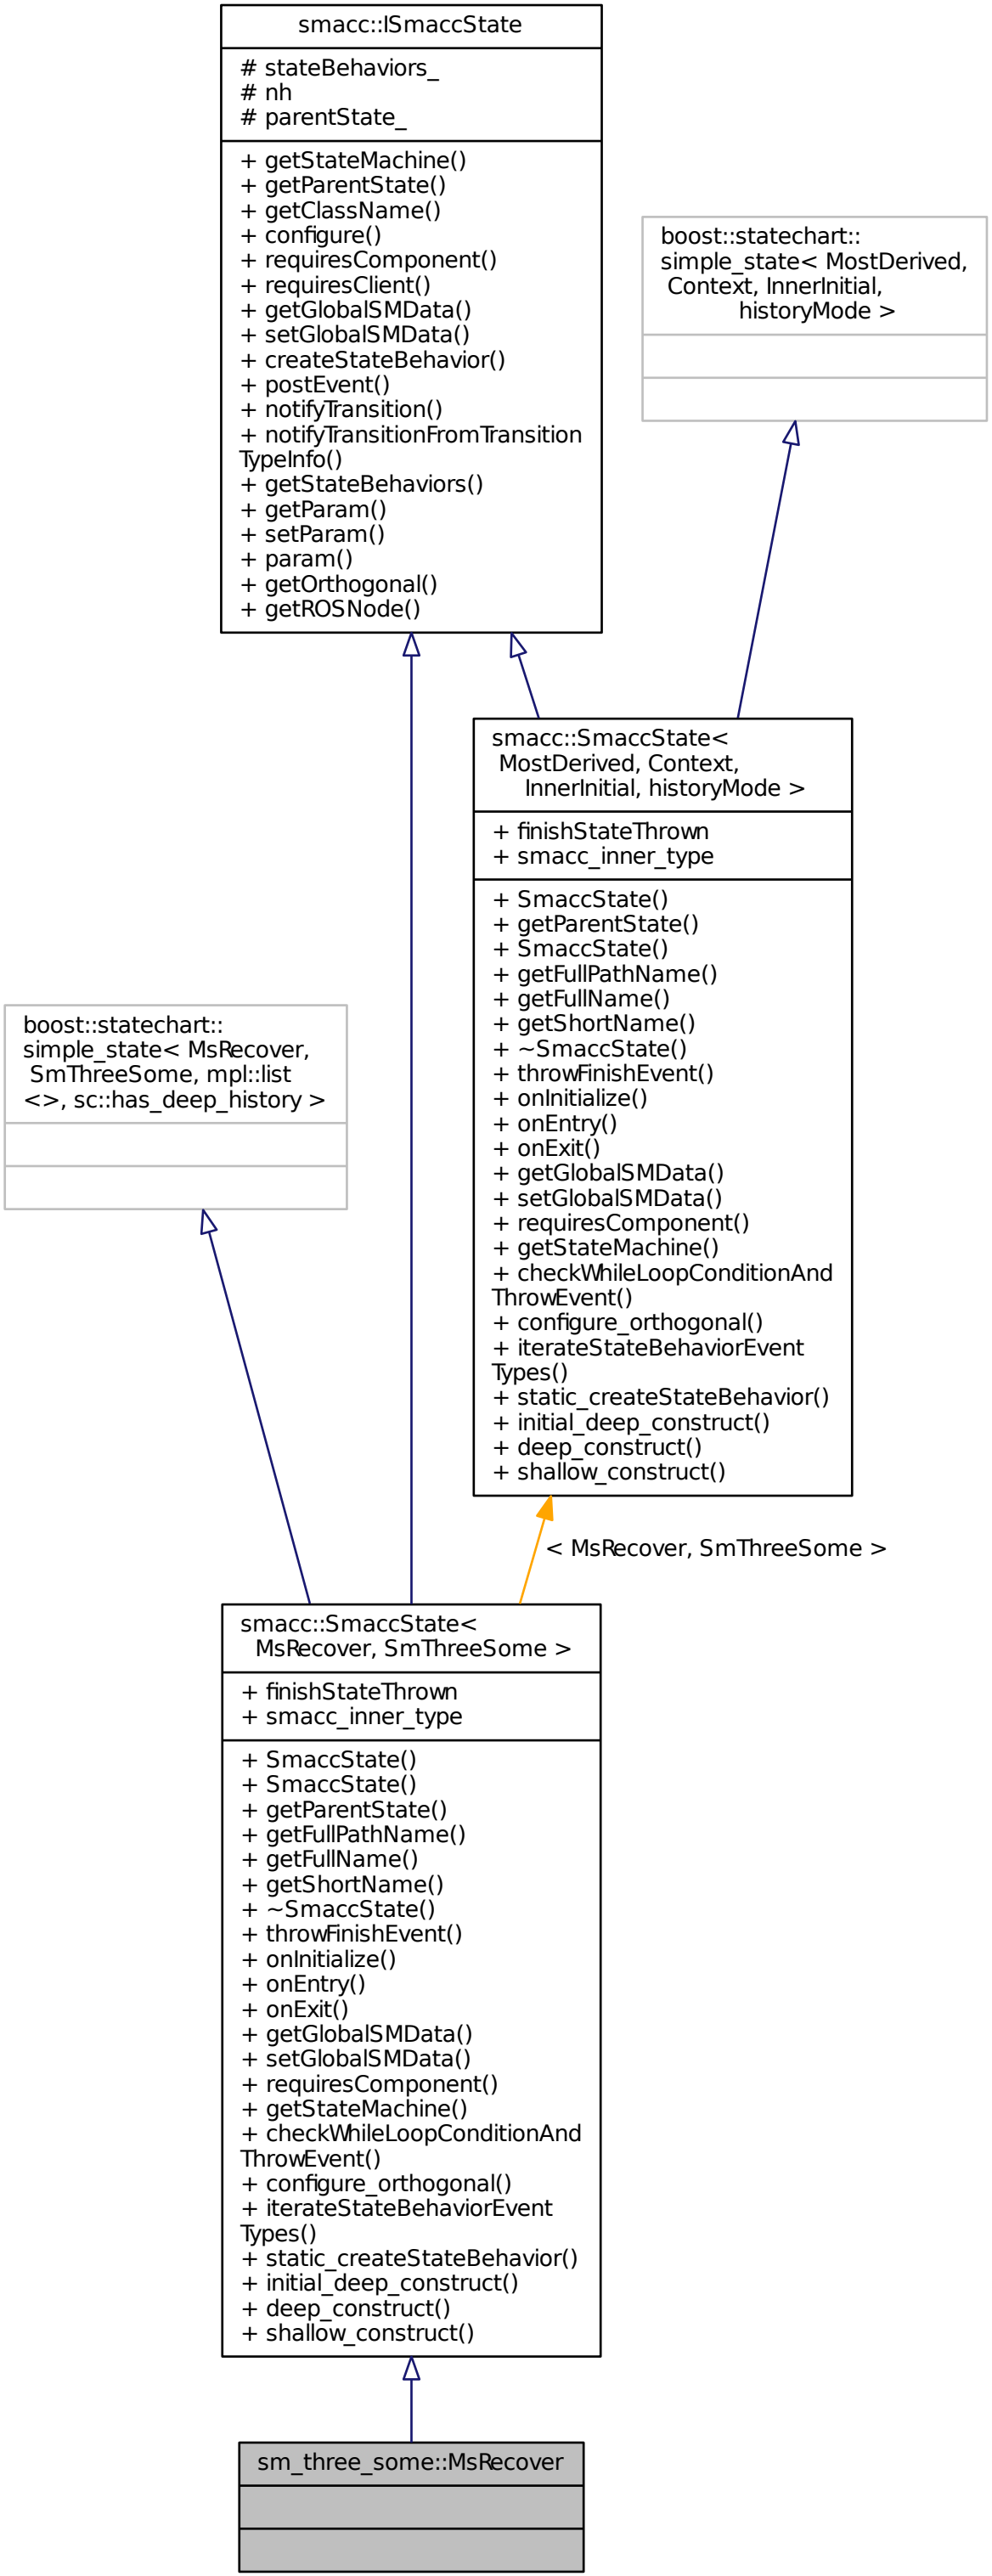 smacc::ISmaccState
# stateBehaviors_
# nh
# parentState_
+ getStateMachine()
+ getParentState()
+ getClassName()
+ configure()
+ requiresComponent()
+ requiresClient()
+ getGlobalSMData()
+ setGlobalSMData()
+ createStateBehavior()
+ postEvent()
+ notifyTransition()
+ notifyTransitionFromTransition
TypeInfo()
+ getStateBehaviors()
+ getParam()
+ setParam()
+ param()
+ getOrthogonal()
+ getROSNode()
boost::statechart::
simple_state< MostDerived,
Context, InnerInitial,
historyMode >
smacc::SmaccState<
MostDerived, Context,
InnerInitial, historyMode >
+ finishStateThrown
+ smacc_inner_type
+ SmaccState()
+ getParentState()
+ SmaccState()
+ getFullPathName()
+ getFullName()
+ getShortName()
+ ~SmaccState()
+ throwFinishEvent()
+ onInitialize()
+ onEntry()
+ onExit()
+ getGlobalSMData()
+ setGlobalSMData()
+ requiresComponent()
+ getStateMachine()
+ checkWhileLoopConditionAnd
ThrowEvent()
+ configure_orthogonal()
+ iterateStateBehaviorEvent
Types()
+ static_createStateBehavior()
+ initial_deep_construct()
+ deep_construct()
+ shallow_construct()
boost::statechart::
simple_state< MsRecover,
SmThreeSome, mpl::list
<>, sc::has_deep_history >
< MsRecover, SmThreeSome >
smacc::SmaccState<
MsRecover, SmThreeSome >
+ finishStateThrown
+ smacc_inner_type
+ SmaccState()
+ SmaccState()
+ getParentState()
+ getFullPathName()
+ getFullName()
+ getShortName()
+ ~SmaccState()
+ throwFinishEvent()
+ onInitialize()
+ onEntry()
+ onExit()
+ getGlobalSMData()
+ setGlobalSMData()
+ requiresComponent()
+ getStateMachine()
+ checkWhileLoopConditionAnd
ThrowEvent()
+ configure_orthogonal()
+ iterateStateBehaviorEvent
Types()
+ static_createStateBehavior()
+ initial_deep_construct()
+ deep_construct()
+ shallow_construct()
sm_three_some::MsRecover